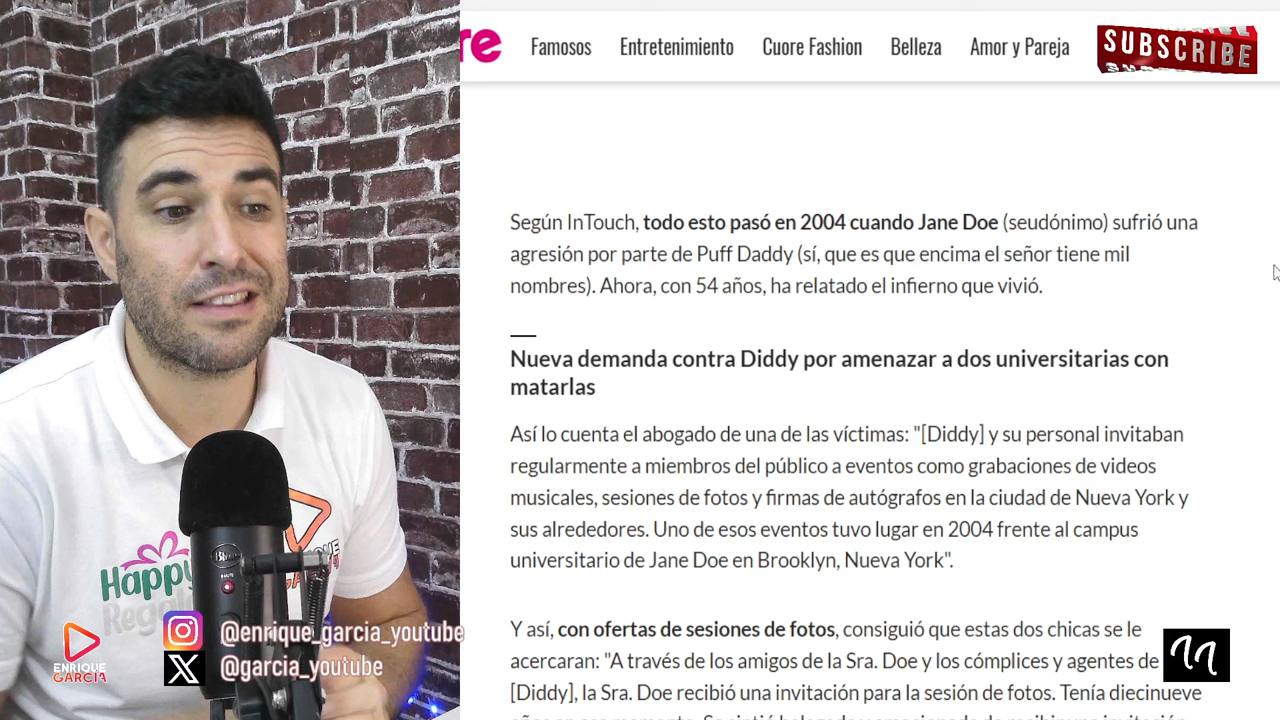 re
Famosos
Entretenimiento
Cuore Fashion
Belleza
Amor y Pareja
SUBSCRIBE
Según InTouch, todo esto pasó en 2004 cuando Jane Doe (seudónimo) sufrió una
agresión por parte de Puff Daddy (sí, que es que encima el señor tiene mil
nombres). Ahora, con 54 años, ha relatado el infierno que vivió.
Nueva demanda contra Diddy por amenazar a dos universitarias con
matarlas
Así lo cuenta el abogado de una de las víctimas: "[Diddy] y su personal invitaban
regularmente a miembros del público a eventos como grabaciones de videos
musicales, sesiones de fotos y firmas de autógrafos en la ciudad de Nueva York y
sus alrededores. Uno de esos eventos tuvo lugar en 2004 frente al campus
universitario de Jane Doe en Brooklyn, Nueva York".
Y así, con ofertas de sesiones de fotos, consiguió que estas dos chicas se le
acercaran: "A través de los amigos de la Sra. Doe y los cómplices y agentes de
[Diddy], la Sra. Doe recibió una invitación para la sesión de fotos. Tenía diecinueve
Happy
Regal
Blue
MUTE
ENRIQUE
GARCIA
@enrique_garcia_youtube
@garcia_youtube